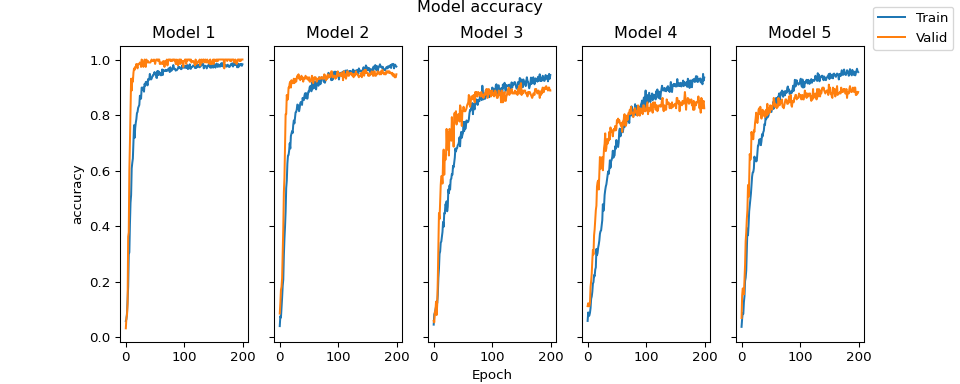 Model accuracy
Train
Valid
Model 1
Model 2
Model 3
Model 4
Model 5
accuracy
1.0
0.8
0.6
0.4
0.2
0.0
0 100 200
0 100 200
0 100 200
0 100 200
0 100 200
Epoch